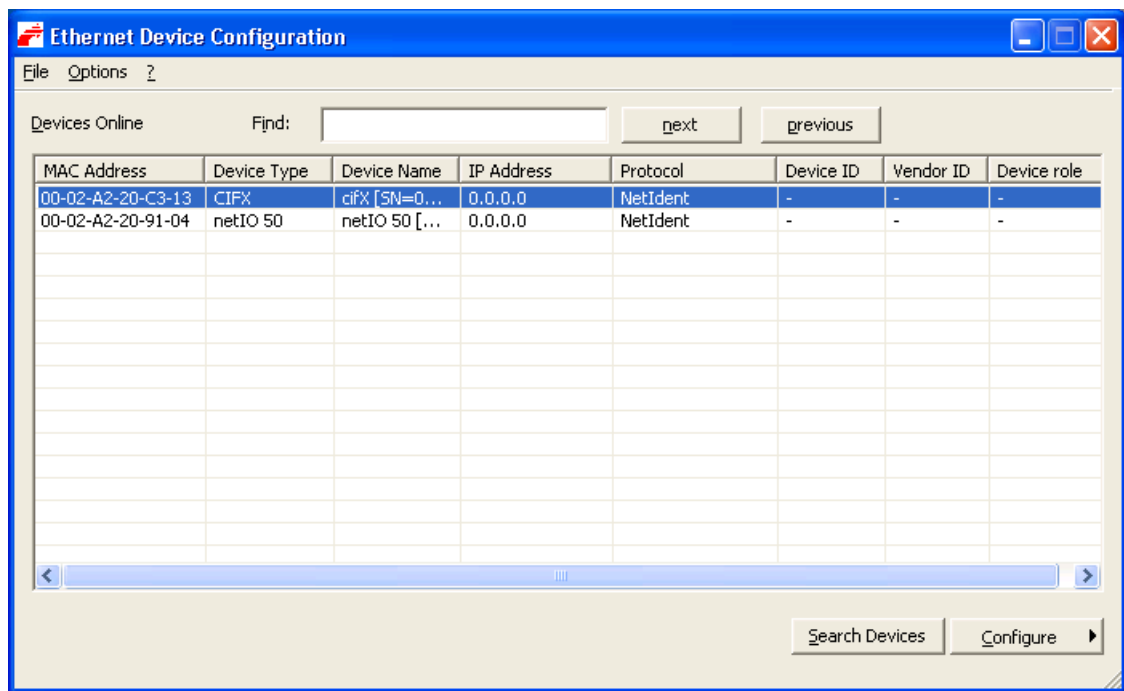 Ethernet Device Configuration
File Options ?
Devices Online Find: next previous
MAC Address Device Type Device Name IP Address Protocol Device ID Vendor ID Device role
00-02-A2-20-C3-13 CIFX cifX [SN=0... 0.0.0.0 NetIdent - - -
00-02-A2-20-91-04 netIO 50 netIO 50 [... 0.0.0.0 NetIdent - - -
Search Devices Configure